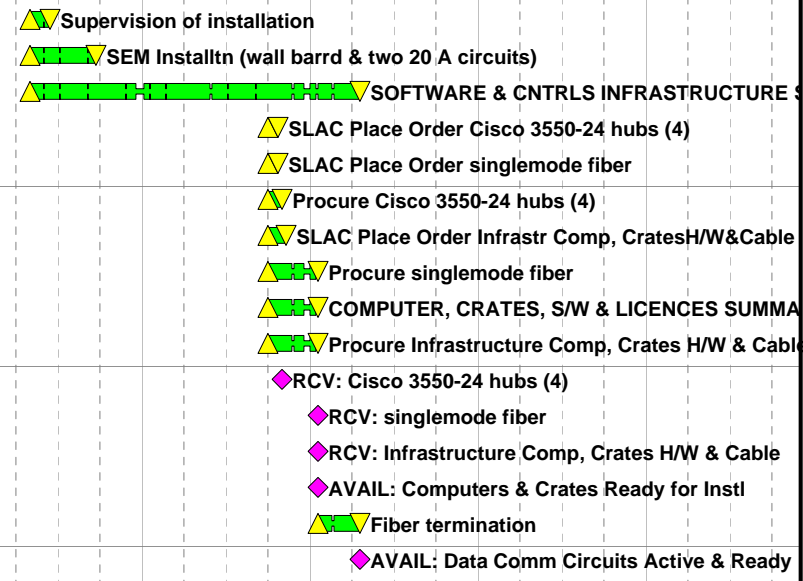 Supervision of installation
SEM Installtn (wall barrd & two 20 A circuits)
SOFTWARE & CNTRLS INFRASTRUCTURE
SLAC Place Order Cisco 3550-24 hubs (4)
SLAC Place Order singlemode fiber
Procure Cisco 3550-24 hubs (4)
SLAC Place Order Infrastr Comp, CratesH/W&Cable
Procure singlemode fiber
COMPUTER, CRATES, S/W & LICENCES SUMMA
Procure Infrastructure Comp, Crates H/W & Cable
RCV: Cisco 3550-24 hubs (4)
RCV: singlemode fiber
RCV: Infrastructure Comp, Crates H/W & Cable
AVAIL: Computers & Crates Ready for Instl
Fiber termination
AVAIL: Data Comm Circuits Active & Ready